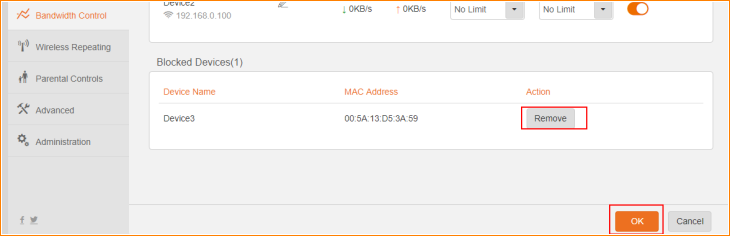 Bandwidth Control
Device2
192.168.0.100
↓ 0KB/s
↑ 0KB/s
No Limit
No Limit
Wireless Repeating
Parental Controls
Advanced
Administration
Blocked Devices(1)
Device Name MAC Address Action
Device3 00:5A:13:D5:3A:59 Remove
OK Cancel